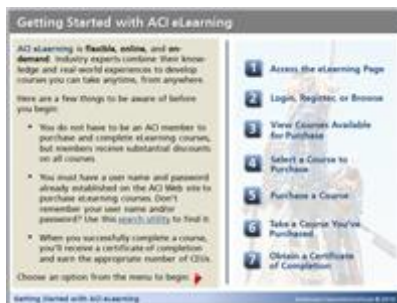 Getting Started with ACI eLearning
ACI eLearning is flexible, online, and on-
demand. Industry experts combine their know-
ledge and real-world experiences to develop
courses you can take anytime, from anywhere.
Here are a few things to be aware of before
you begin:
• You do not have to be an ACI member to
purchase and complete eLearning courses,
but members receive substantial discounts
on all courses.
• You must have a user name and password
already established on the ACI Web site to
purchase eLearning courses. Don't
remember your user name and/or
password? Use this search utility to find it.
• When you successfully complete a course,
you'll receive a certificate of completion
and earn the appropriate number of CEUs.
Choose an option from the menu to begin.
1 Access the eLearning Page
2 Login, Register, or Browse
3 View Courses Available
for Purchase
4 Select a Course to
Purchase
5 Purchase a Course
6 Take a Course You've
Purchased
7 Obtain a Certificate
of Completion
Getting Started with ACI eLearning